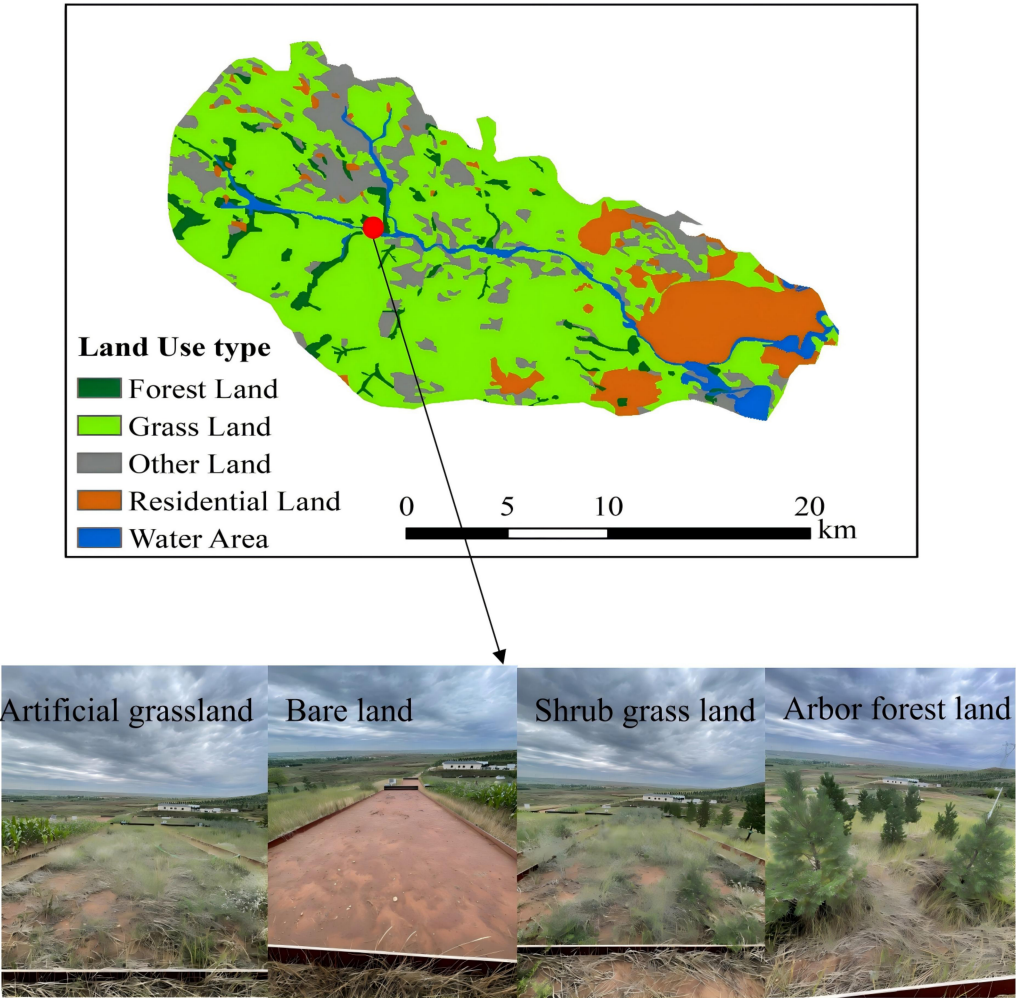 Land Use type
Forest Land
Grass Land
Other Land
Residential Land
Water Area
0 5 10 20
km
Artificial grassland
Bare land
Shrub grass land
Arbor forest land